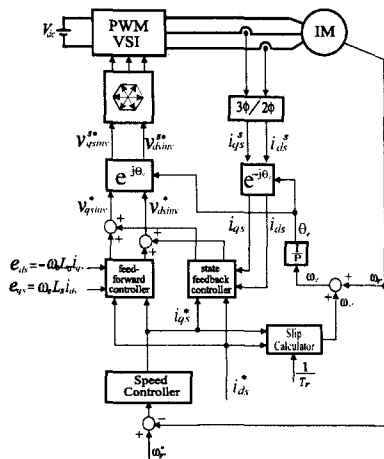 V_dc
PWM
VSI
IM
3Φ/2Φ
v_qsinv^s*
v_dsinv^s*
i_qs^s
i_ds^s
e^jΘ_e
e^-jΘ_e
v_qsinv^*
v_dsinv^*
i_qs
i_ds
θ_e
1/P
+
+
+
+
e_ds=-ω_e L_σ i_qs
e_qs=ω_e L_s i_ds
feed-
forward
controller
state
feedback
controller
ω_e
+
ω_r
+
i_qs^*
Slip
Calculator
1/T_r
i_ds^*
Speed
Controller
+
-
ω_r^*